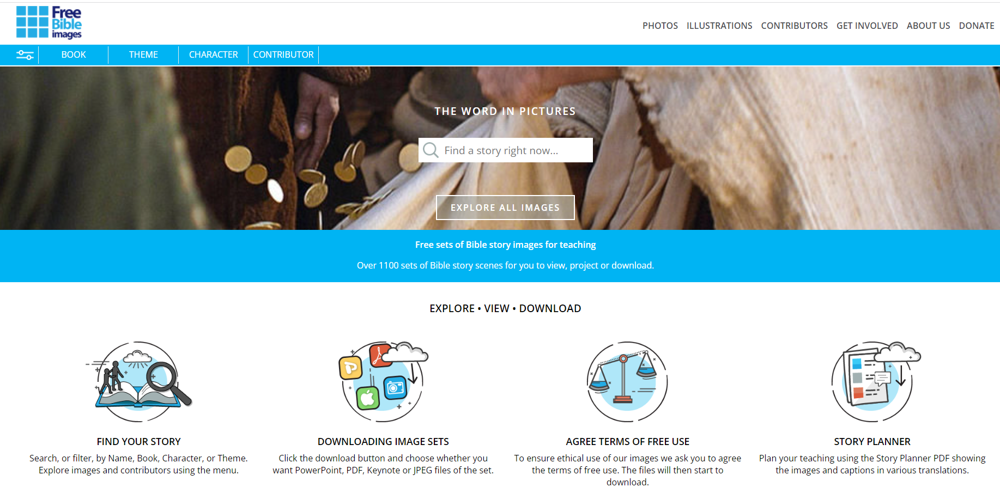 Free
Bible
images
PHOTOS ILLUSTRATIONS CONTRIBUTORS GET INVOLVED ABOUT US DONATE
BOOK THEME CHARACTER CONTRIBUTOR
THE WORD IN PICTURES
Find a story right now...
EXPLORE ALL IMAGES
Free sets of Bible story images for teaching
Over 1100 sets of Bible story scenes for you to view, project or download.
EXPLORE • VIEW • DOWNLOAD
FIND YOUR STORY
Search, or filter, by Name, Book, Character, or Theme.
Explore images and contributors using the menu.
DOWNLOADING IMAGE SETS
Click the download button and choose whether you
want PowerPoint, PDF, Keynote or JPEG files of the set.
AGREE TERMS OF FREE USE
To ensure ethical use of our images we ask you to agree
the terms of free use. The files will then start to
download.
STORY PLANNER
Plan your teaching using the Story Planner PDF showing
the images and captions in various translations.